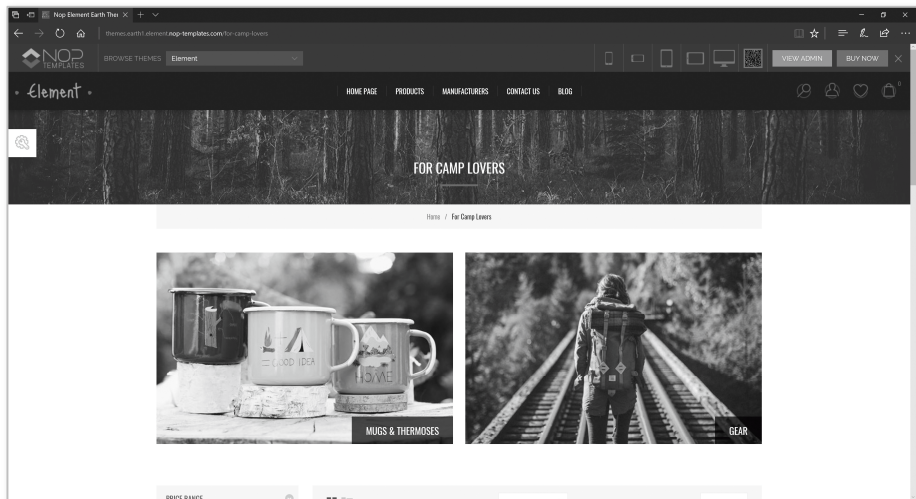 Nop Element Earth The
themes.earth1.element.nop-templates.com/for-camp-lovers
NOP TEMPLATES
BROWSE THEMES Element
VIEW ADMIN BUY NOW
Element
HOME PAGE PRODUCTS MANUFACTURERS CONTACT US BLOG
0
FOR CAMP LOVERS
Home / For Camp Lovers
GOOD IDEA
HOME
MUGS & THERMOSES
GEAR
PRICE RANGE